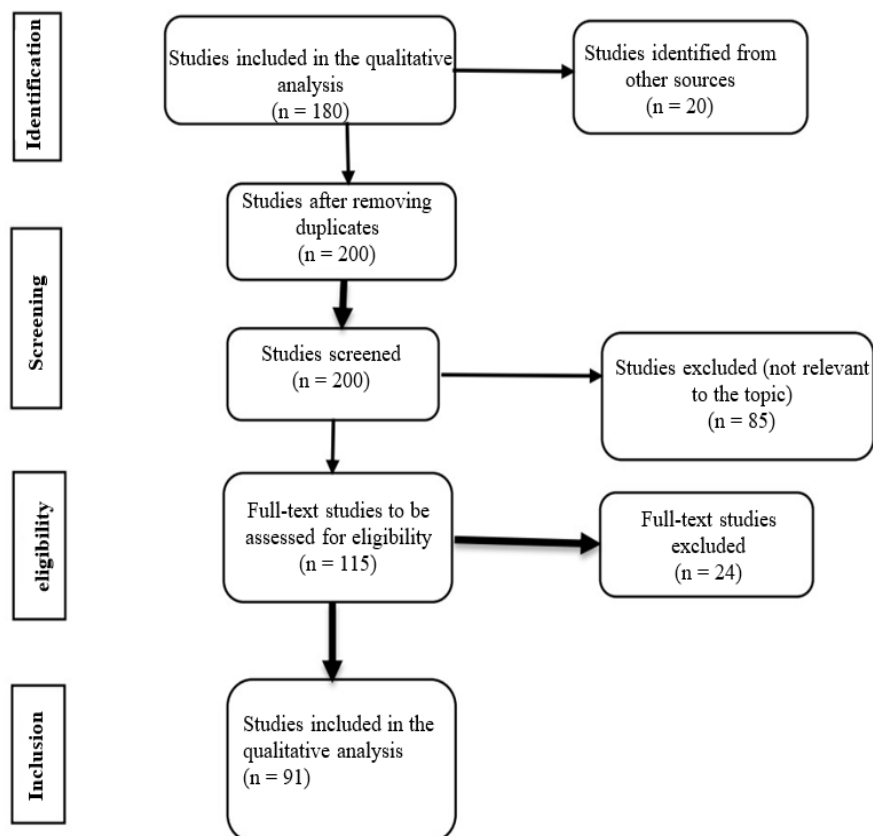 Identification
Studies included in the qualitative
analysis
(n = 180)
Studies identified from
other sources
(n = 20)
Studies after removing
duplicates
(n = 200)
Screening
Studies screened
(n = 200)
Studies excluded (not relevant
to the topic)
(n = 85)
eligibility
Full-text studies to be
assessed for eligibility
(n = 115)
Full-text studies
excluded
(n = 24)
Inclusion
Studies included in the
qualitative analysis
(n = 91)